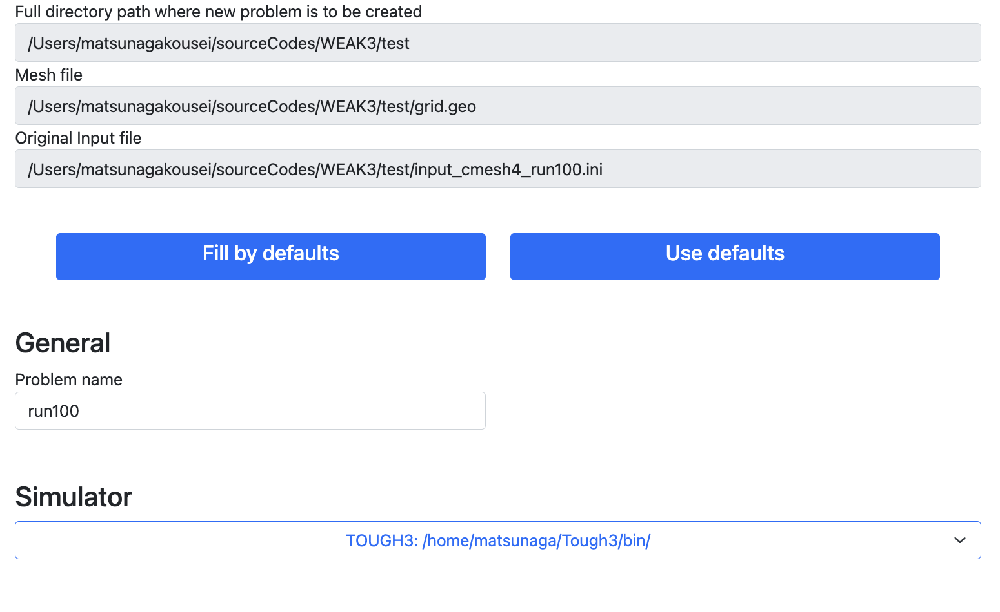 Full directory path where new problem is to be created
/Users/matsunagakousei/sourceCodes/WEAK3/test
Mesh file
/Users/matsunagakousei/sourceCodes/WEAK3/test/grid.geo
Original Input file
/Users/matsunagakousei/sourceCodes/WEAK3/test/input_cmesh4_run100.ini
Fill by defaults
Use defaults
General
Problem name
run100
Simulator
TOUGH3: /home/matsunaga/Tough3/bin/